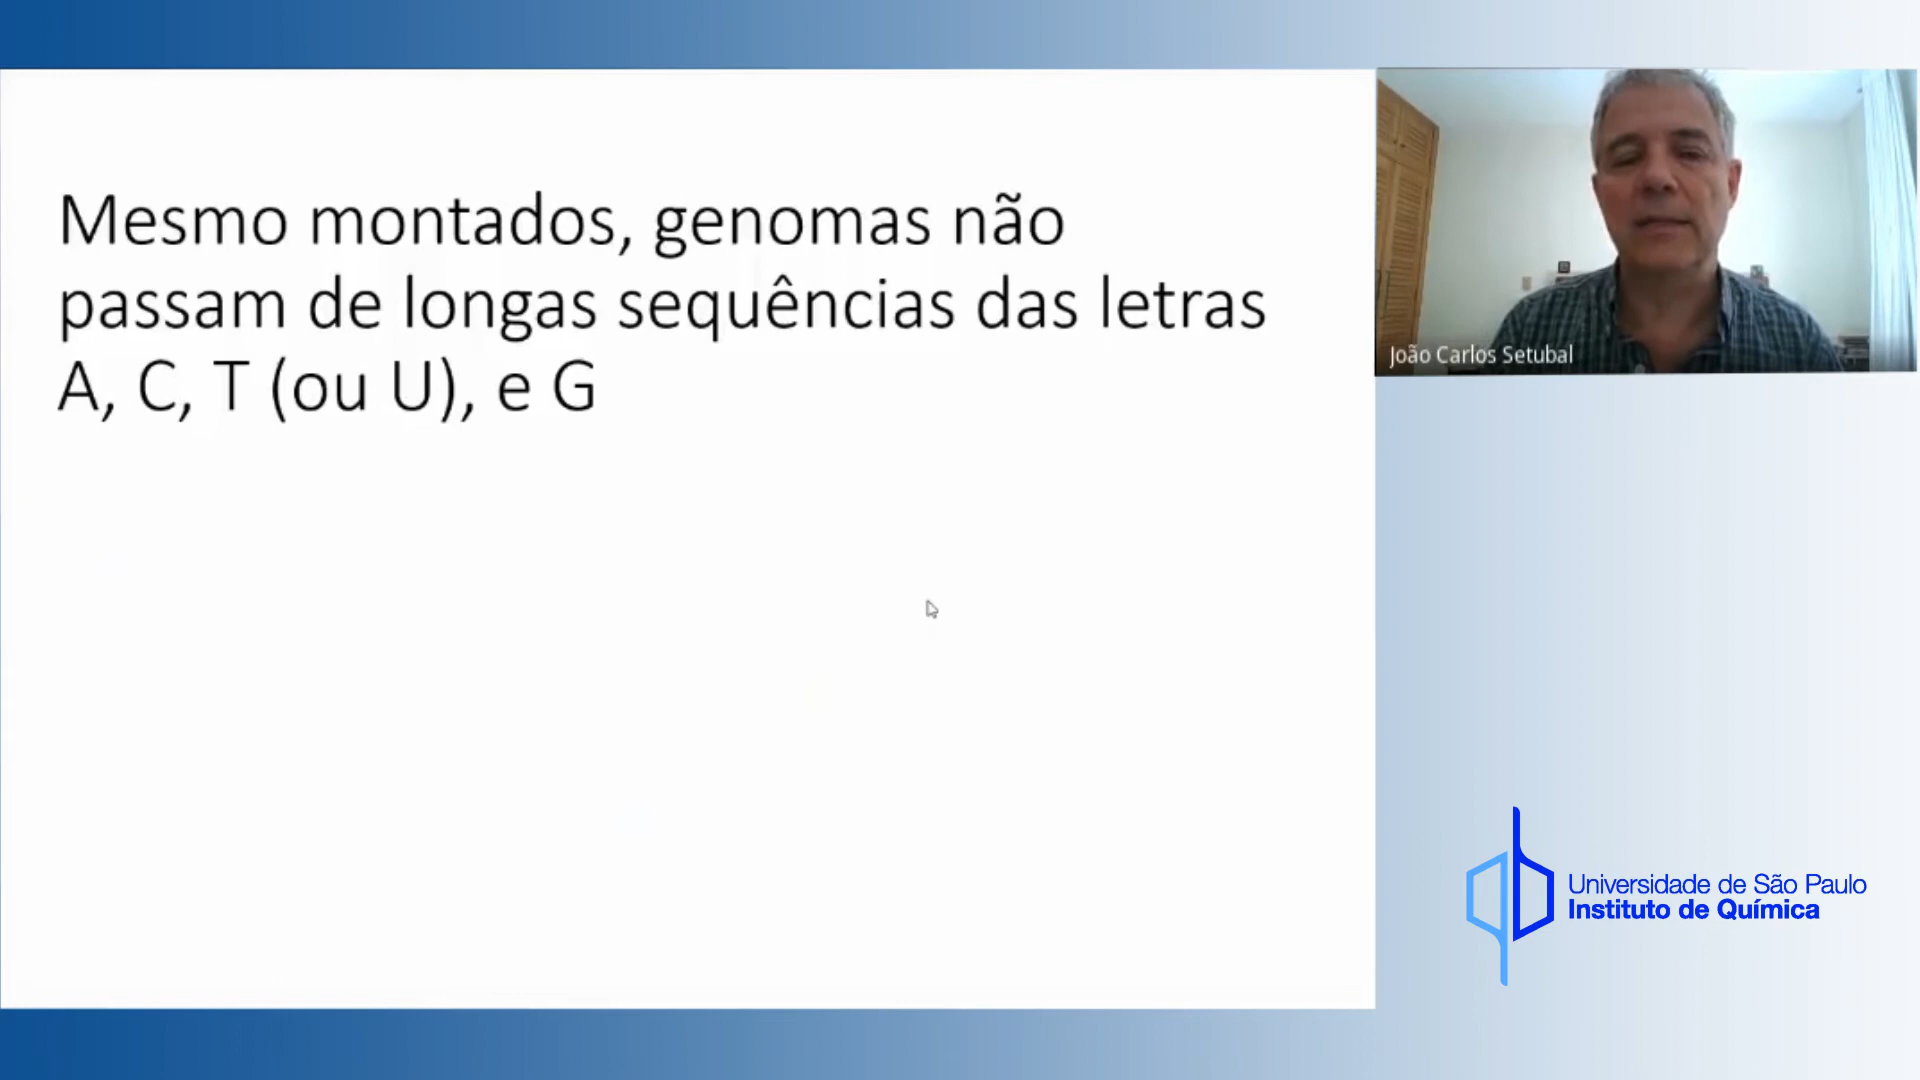 Mesmo montados, genomas não
passam de longas sequências das letras
A, C, T (ou U), e G
João Carlos Setubal
Universidade de São Paulo
Instituto de Química